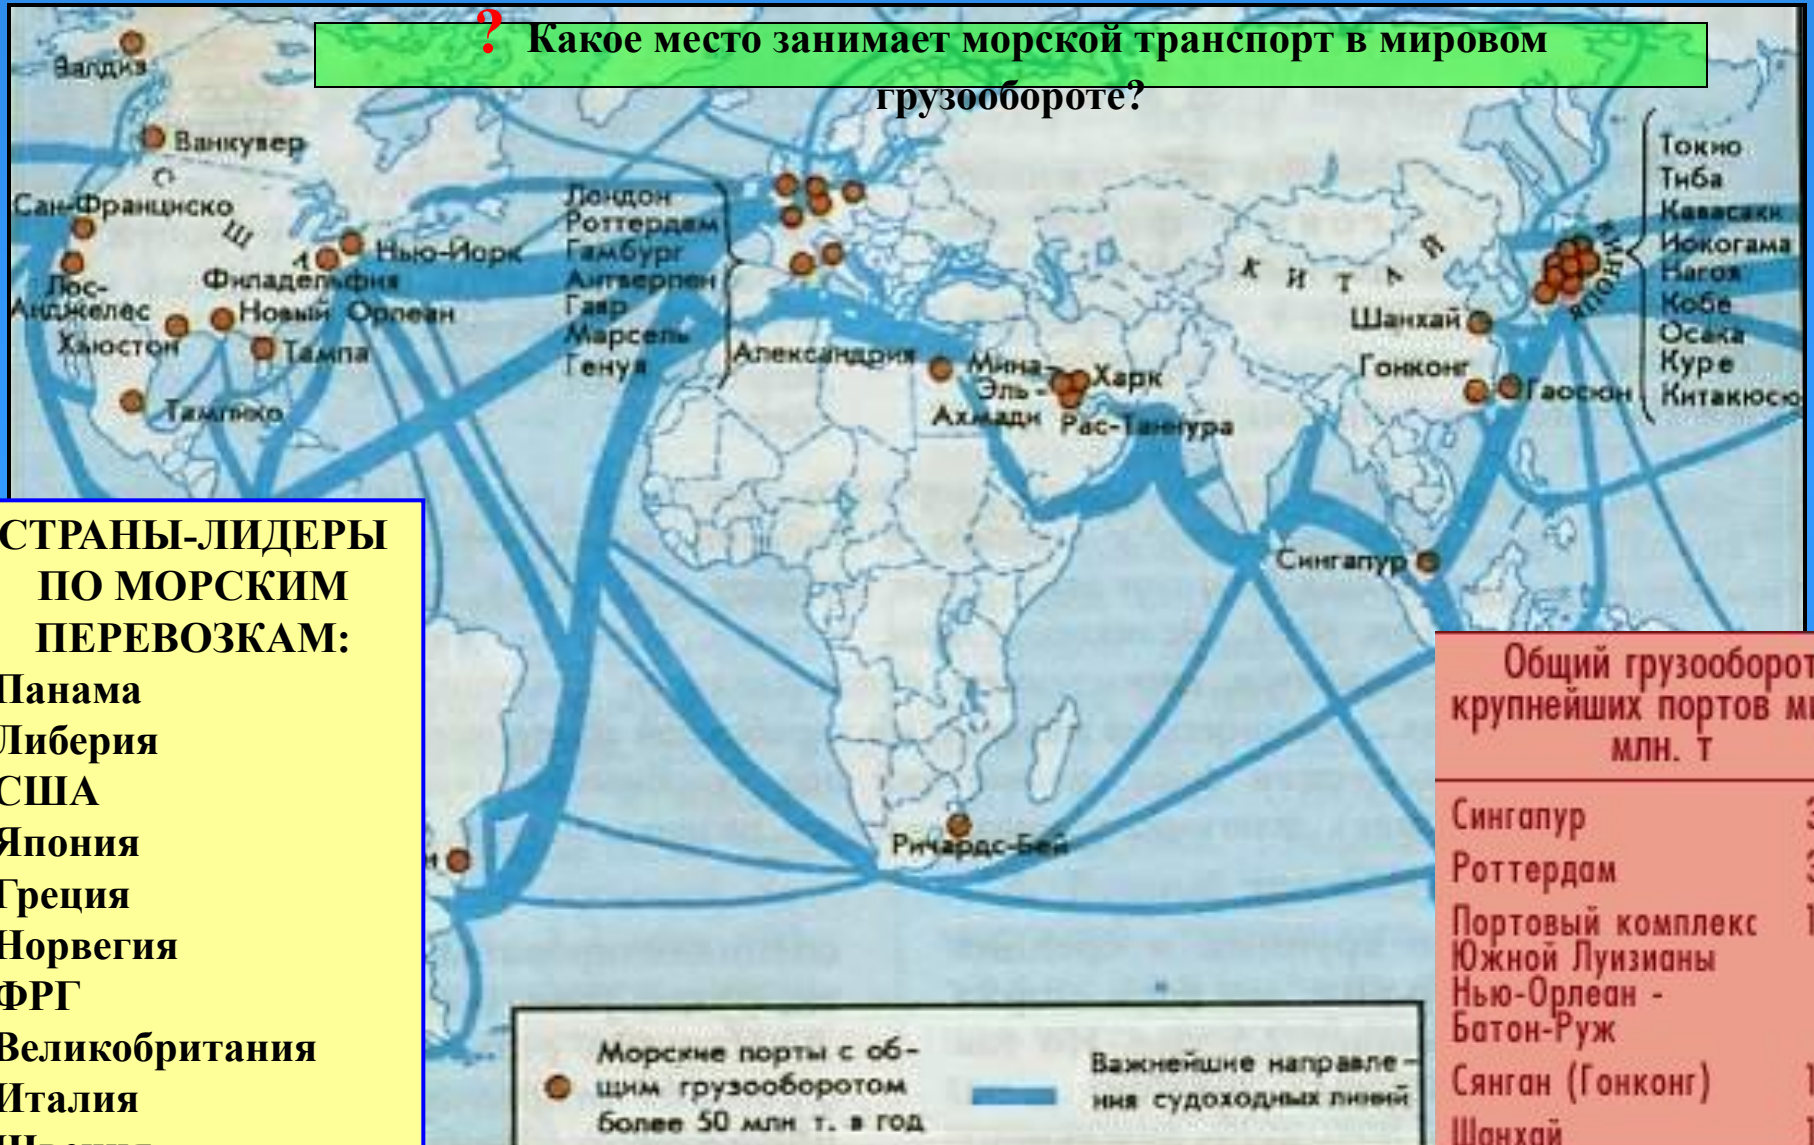 ? Какое место занимает морской транспорт в мировом
грузообороте?
Валдиз
Ванкувер
США
Сан-Франциско
Нью-Йорк
Филадельфия
Лос-
Анджелес
Новый Орлеан
Хьюстон
Тампа
Тампико
Лондон
Роттердам
Гамбург
Антверпен
Гавр
Марсель
Генуя
Александрия
Мина-
Эль-
Ахмади
Харк
Рас-Таннура
КИТАЙ
Шанхай
Гонконг
Гаосюн
ЯПОНИЯ
Токио
Тиба
Кавасаки
Иокогама
Нагоя
Кобе
Осака
Куре
Китакюсю
Сингапур
Ричардс-Бей
СТРАНЫ-ЛИДЕРЫ
ПО МОРСКИМ
ПЕРЕВОЗКАМ:
Панама
Либерия
США
Япония
Греция
Норвегия
ФРГ
Великобритания
Италия
Общий грузооборот
крупнейших портов
млн. т
Сингапур
Роттердам
Портовый комплекс
Южной Луизианы
Нью-Орлеан -
Батон-Руж
Сянган (Гонконг)
Шанхай
Морские порты с об-
щим грузооборотом
более 50 млн т. в год
Важнейшие направле-
ния судоходных линий